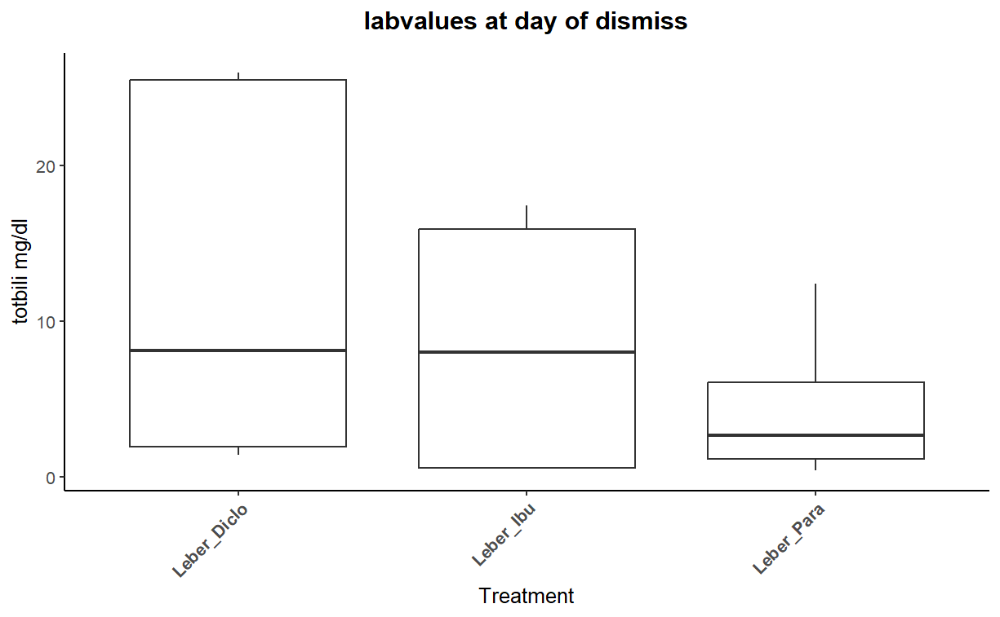 labvalues at day of dismiss
totbili mg/dl
20
10
0
Leber_Diclo
Leber_Ibu
Leber_Para
Treatment